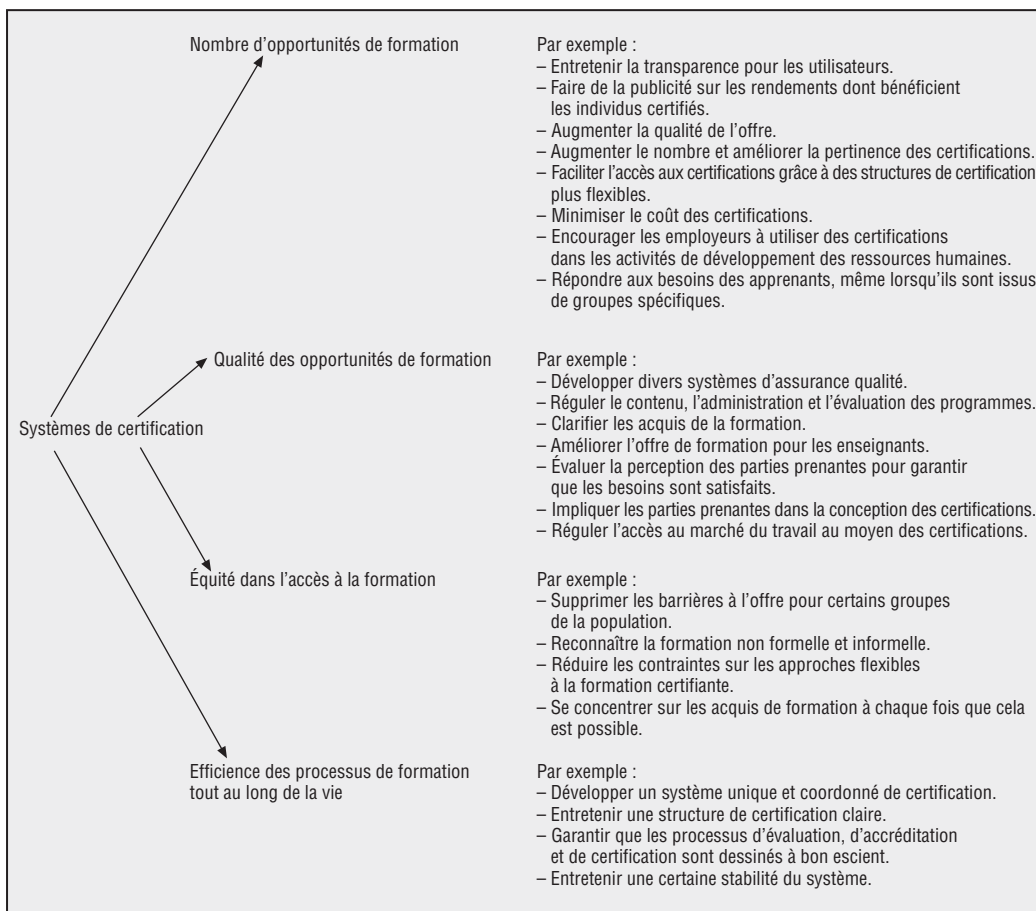 Nombre d'opportunités de formation
Par exemple :
– Entretenir la transparence pour les utilisateurs.
– Faire de la publicité sur les rendements dont bénéficient
les individus certifiés.
– Augmenter la qualité de l'offre.
– Augmenter le nombre et améliorer la pertinence des certifications.
– Faciliter l'accès aux certifications grâce à des structures de certification
plus flexibles.
– Minimiser le coût des certifications.
– Encourager les employeurs à utiliser des certifications
dans les activités de développement des ressources humaines.
– Répondre aux besoins des apprenants, même lorsqu'ils sont issus
de groupes spécifiques.
Qualité des opportunités de formation
Par exemple :
– Développer divers systèmes d'assurance qualité.
– Réguler le contenu, l'administration et l'évaluation des programmes.
– Clarifier les acquis de la formation.
– Améliorer l'offre de formation pour les enseignants.
– Évaluer la perception des parties prenantes pour garantir
que les besoins sont satisfaits.
– Impliquer les parties prenantes dans la conception des certifications.
– Réguler l'accès au marché du travail au moyen des certifications.
Systèmes de certification
Équité dans l'accès à la formation
Par exemple :
– Supprimer les barrières à l'offre pour certains groupes
de la population.
– Reconnaître la formation non formelle et informelle.
– Réduire les contraintes sur les approches flexibles
à la formation certifiante.
– Se concentrer sur les acquis de formation à chaque fois que cela
est possible.
Efficience des processus de formation
tout au long de la vie
Par exemple :
– Développer un système unique et coordonné de certification.
– Entretenir une structure de certification claire.
– Garantir que les processus d'évaluation, d'accréditation
et de certification sont dessinés à bon escient.
– Entretenir une certaine stabilité du système.